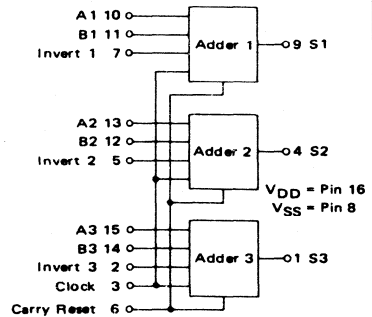 A1 10
B1 11
Invert 1 7
Adder 1
9 S1
A2 13
B2 12
Invert 2 5
Adder 2
4 S2
VDD = Pin 16
VSS = Pin 8
A3 15
B3 14
Invert 3 2
Clock 3
Carry Reset 6
Adder 3
1 S3